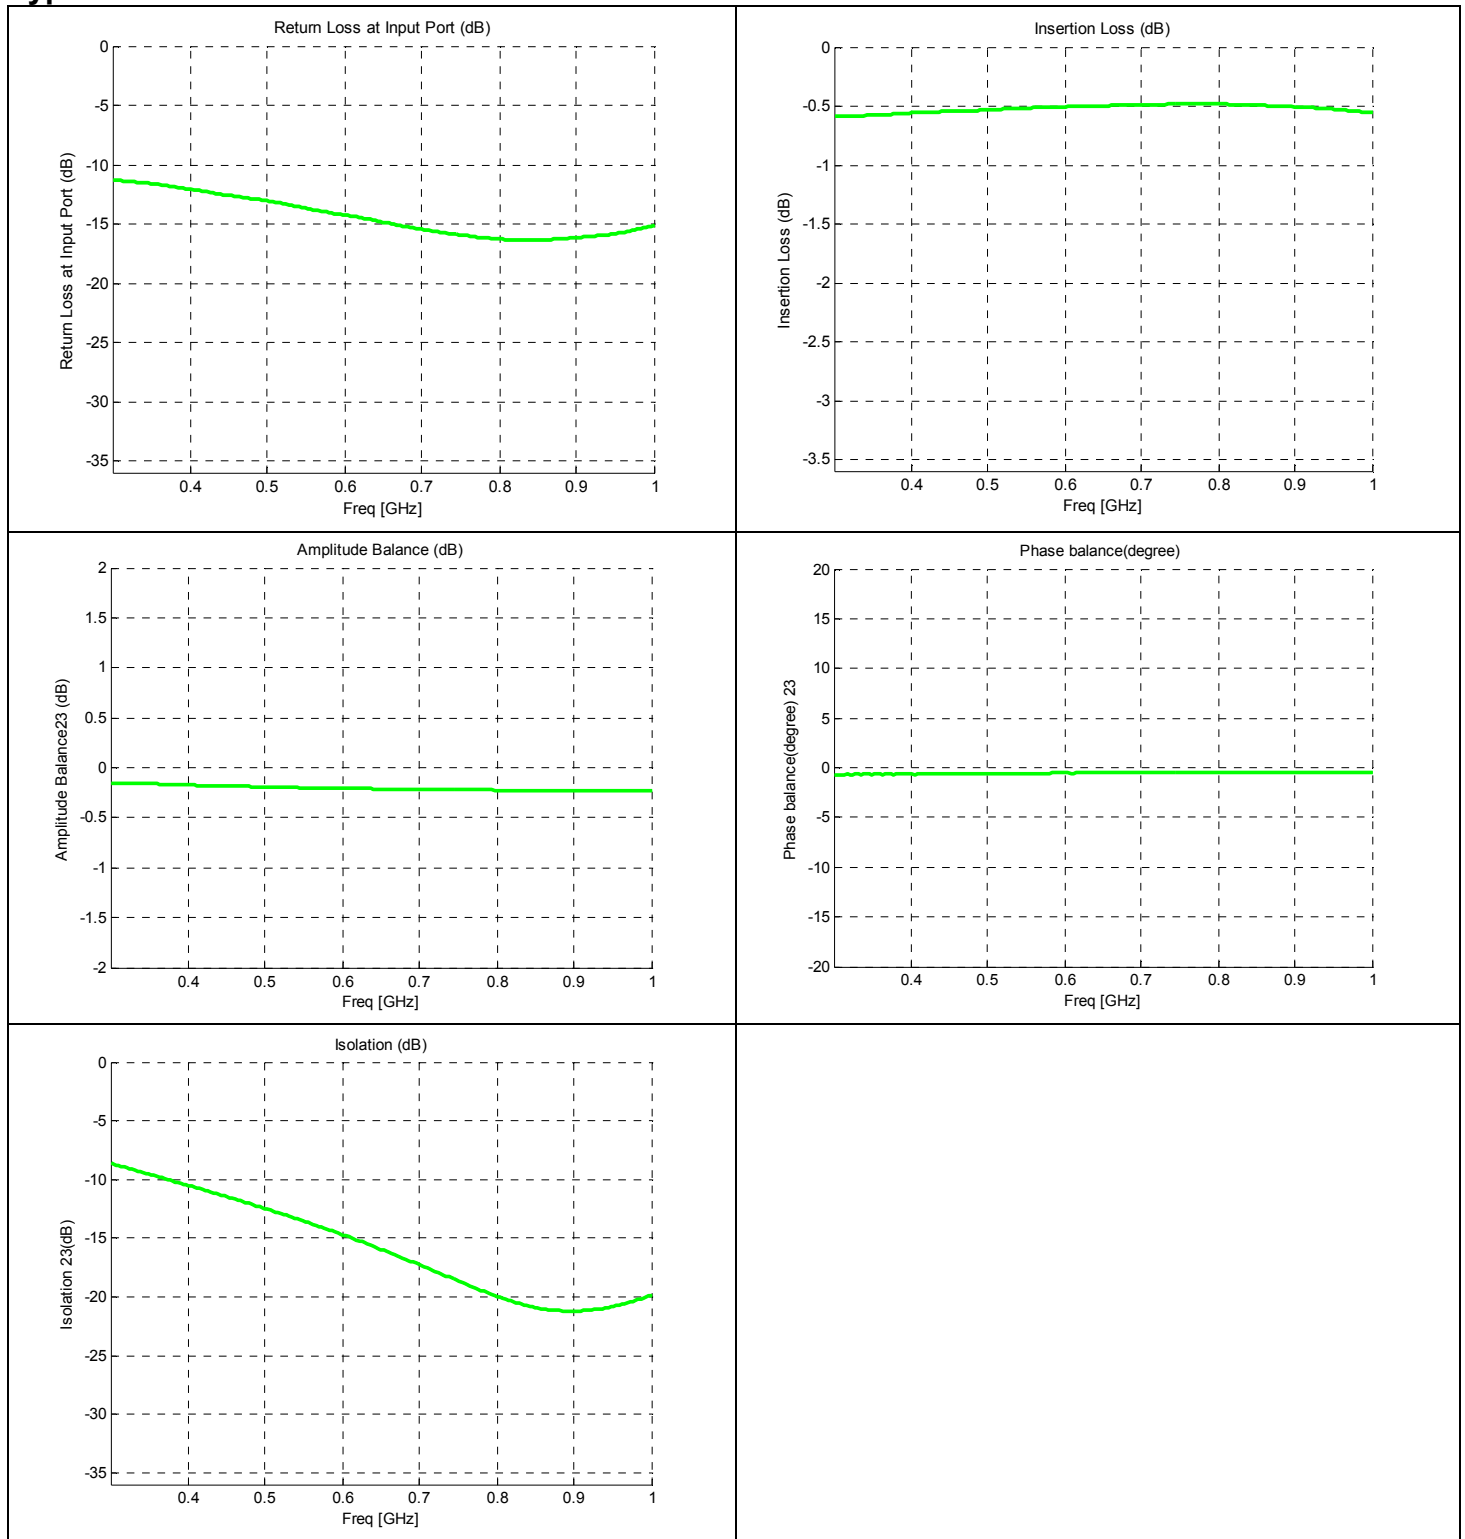 Return Loss at Input Port (dB)
0
-5
-10
-15
-20
-25
-30
-35
Return Loss at Input Port (dB)
0.4 0.5 0.6 0.7 0.8 0.9 1
Freq [GHz]
Insertion Loss (dB)
0
-0.5
-1
-1.5
-2
-2.5
-3
-3.5
Insertion Loss (dB)
0.4 0.5 0.6 0.7 0.8 0.9 1
Freq [GHz]
Amplitude Balance (dB)
2
1.5
1
0.5
0
-0.5
-1
-1.5
-2
Amplitude Balance23 (dB)
0.4 0.5 0.6 0.7 0.8 0.9 1
Freq [GHz]
Phase balance(degree)
20
15
10
5
0
-5
-10
-15
-20
Phase balance(degree) 23
0.4 0.5 0.6 0.7 0.8 0.9 1
Freq [GHz]
Isolation (dB)
0
-5
-10
-15
-20
-25
-30
-35
Isolation 23(dB)
0.4 0.5 0.6 0.7 0.8 0.9 1
Freq [GHz]